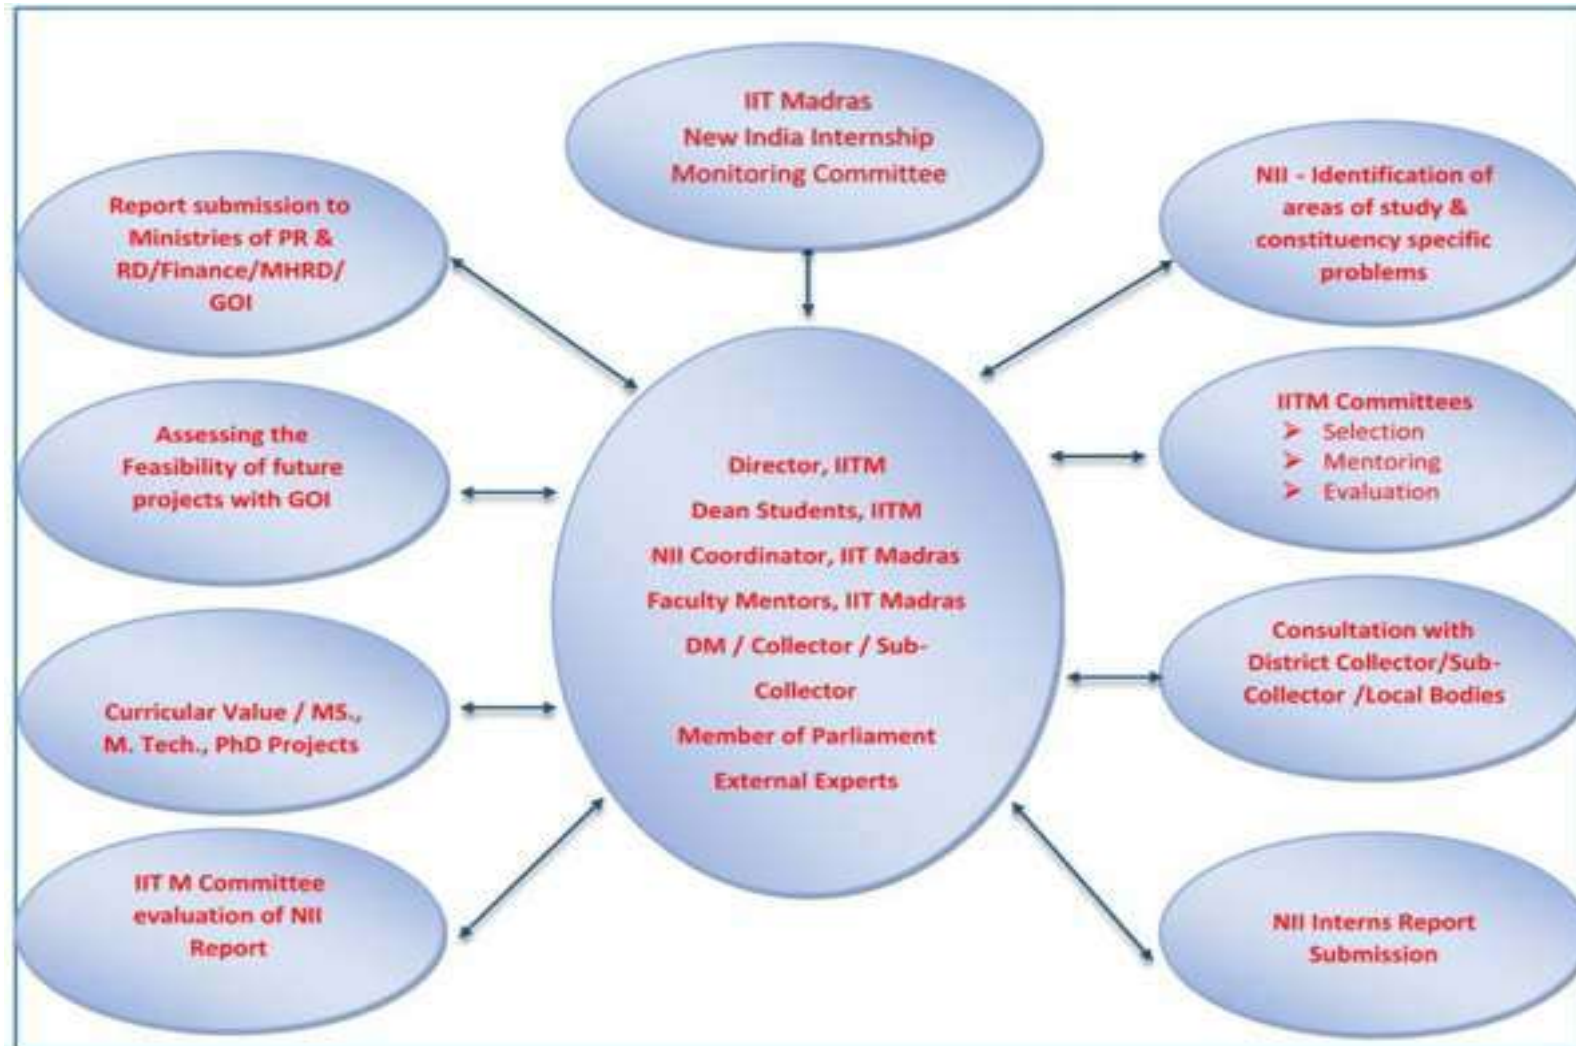 IIT Madras
New India Internship
Monitoring Committee
Report submission to
Ministries of PR &
RD/Finance/MHRD/
GOI
NII - Identification of
areas of study &
constituency specific
problems
Assessing the
Feasibility of future
projects with GOI
IITM Committees
➤ Selection
➤ Mentoring
➤ Evaluation
Director, IITM
Dean Students, IITM
NII Coordinator, IIT Madras
Faculty Mentors, IIT Madras
DM / Collector / Sub-
Collector
Member of Parliament
External Experts
Curricular Value / MS.,
M. Tech., PhD Projects
Consultation with
District Collector/Sub-
Collector /Local Bodies
IIT M Committee
evaluation of NII
Report
NII Interns Report
Submission